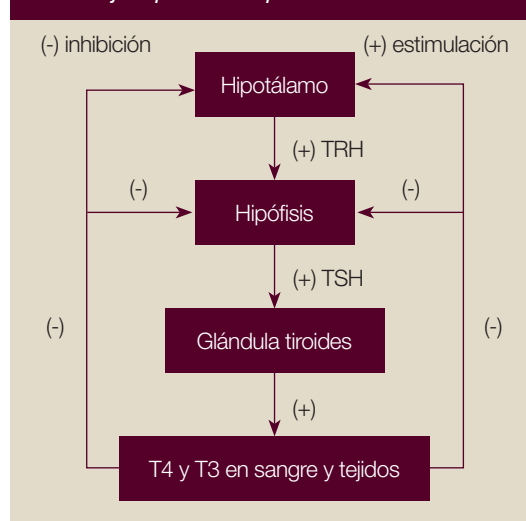 (-) inhibición (+) estimulación
Hipotálamo
(+) TRH
(-) (-)
Hipófisis
(+) TSH
(-) (-)
Glándula tiroides
(+)
T4 y T3 en sangre y tejidos